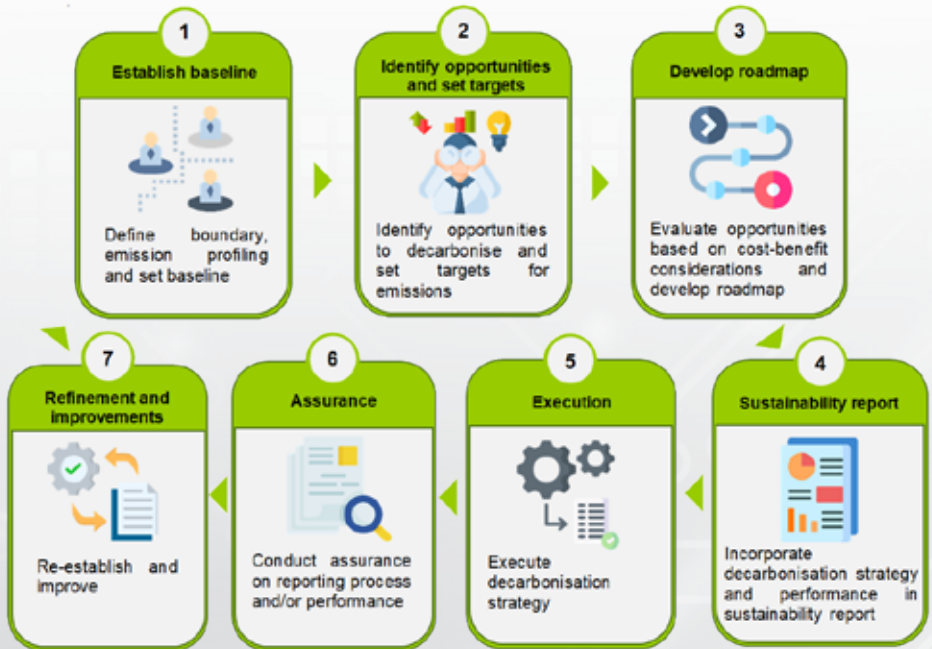 1
Establish baseline
Define boundary,
emission profiling
and set baseline
2
Identify opportunities
and set targets
Identify opportunities
to decarbonise and
set targets for
emissions
3
Develop roadmap
Evaluate opportunities
based on cost-benefit
considerations and
develop roadmap
4
Sustainability report
Incorporate
decarbonisation strategy
and performance in
sustainability report
5
Execution
Execute
decarbonisation
strategy
6
Assurance
Conduct assurance
on reporting process
and/or performance
7
Refinement and
improvements
Re-establish and
improve